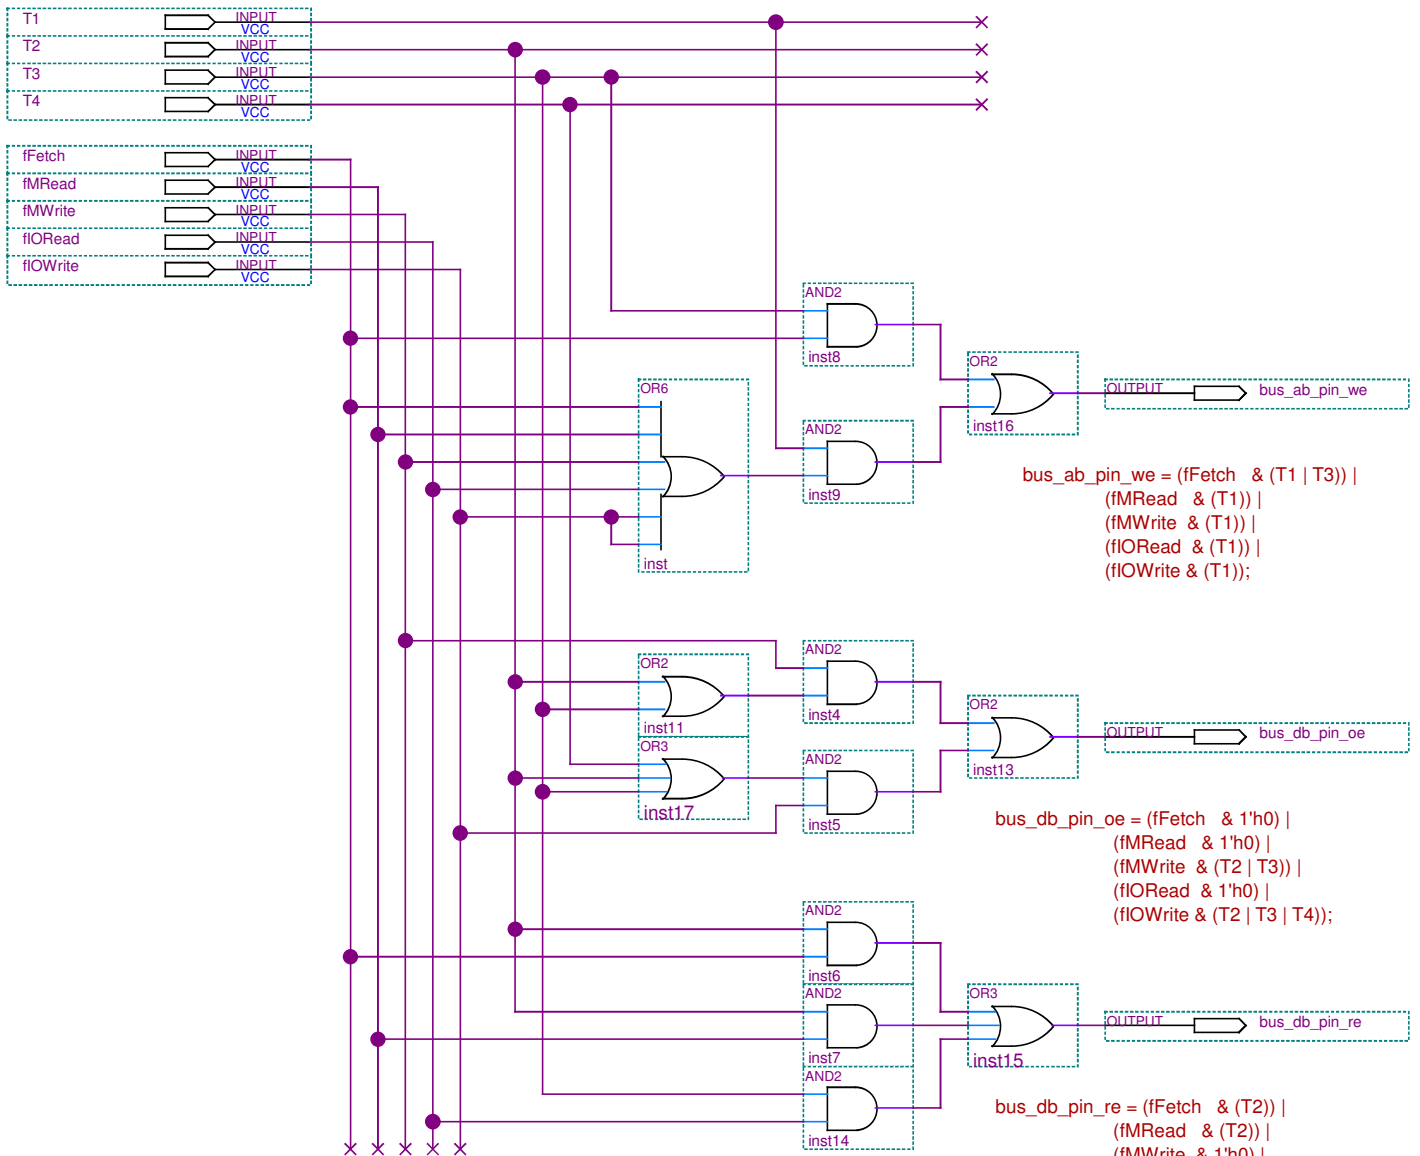 T1 INPUT
VCC
T2 INPUT
VCC
T3 INPUT
VCC
T4 INPUT
VCC
fFetch INPUT
VCC
fMRead INPUT
VCC
fMWrite INPUT
VCC
fIORead INPUT
VCC
fIOWrite INPUT
VCC
AND2
inst8
OR2
inst16
OUTPUT bus_ab_pin_we
OR6
inst
AND2
inst9
bus_ab_pin_we = (fFetch & (T1 | T3)) |
(fMRead & (T1)) |
(fMWrite & (T1)) |
(fIORead & (T1)) |
(fIOWrite & (T1));
AND2
inst4
OR2
inst11
OR3
inst17
AND2
inst5
OR2
inst13
OUTPUT bus_db_pin_oe
bus_db_pin_oe = (fFetch & 1'h0) |
(fMRead & 1'h0) |
(fMWrite & (T2 | T3)) |
(fIORead & 1'h0) |
(fIOWrite & (T2 | T3 | T4));
AND2
inst6
AND2
inst7
AND2
inst14
OR3
inst15
OUTPUT bus_db_pin_re
bus_db_pin_re = (fFetch & (T2)) |
(fMRead & (T2)) |
(fMWrite & 1'h0) |